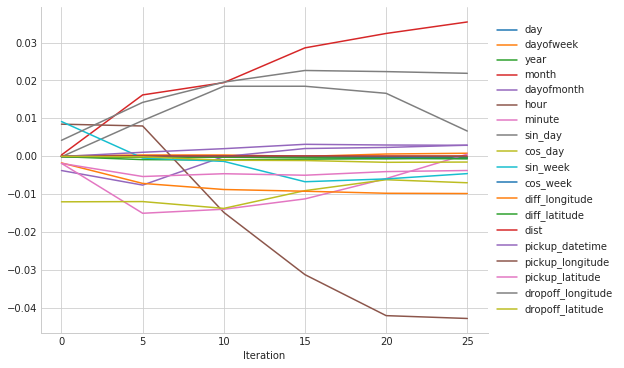 0.03
0.02
0.01
0.00
−0.01
−0.02
−0.03
−0.04
0 5 10 15 20 25
Iteration
day
dayofweek
year
month
dayofmonth
hour
minute
sin_day
cos_day
sin_week
cos_week
diff_longitude
diff_latitude
dist
pickup_datetime
pickup_longitude
pickup_latitude
dropoff_longitude
dropoff_latitude